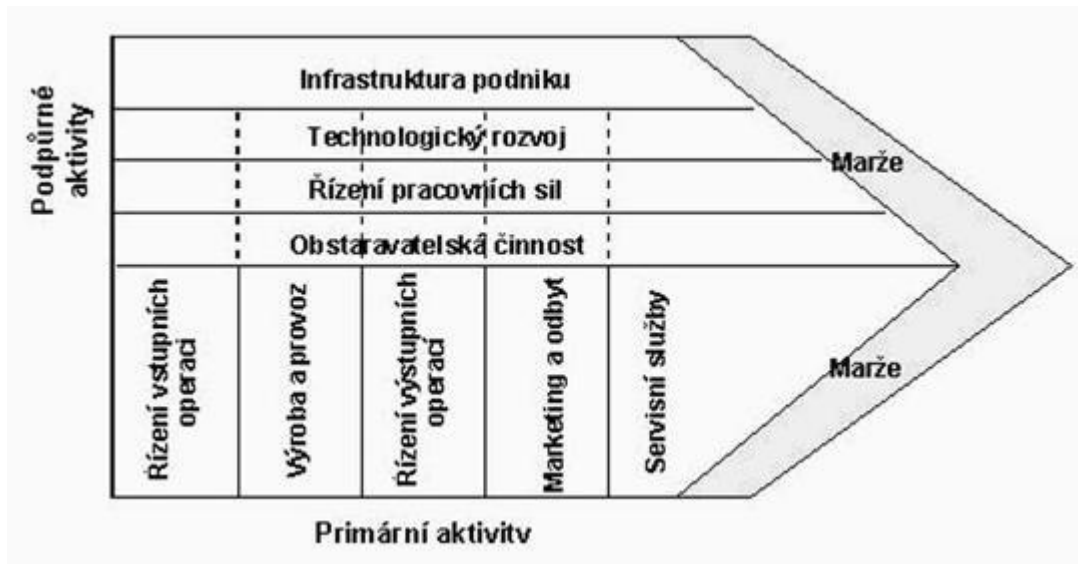 Podpůrné
aktivity
Infrastruktura podniku
Technologický rozvoj
Řízení pracovních sil
Obstaravatelská činnost
Marže
Řízení vstupních
operací
Výroba a provoz
Řízení výstupních
operací
Marketing a odbyt
Servisní služby
Marže
Primární aktivity